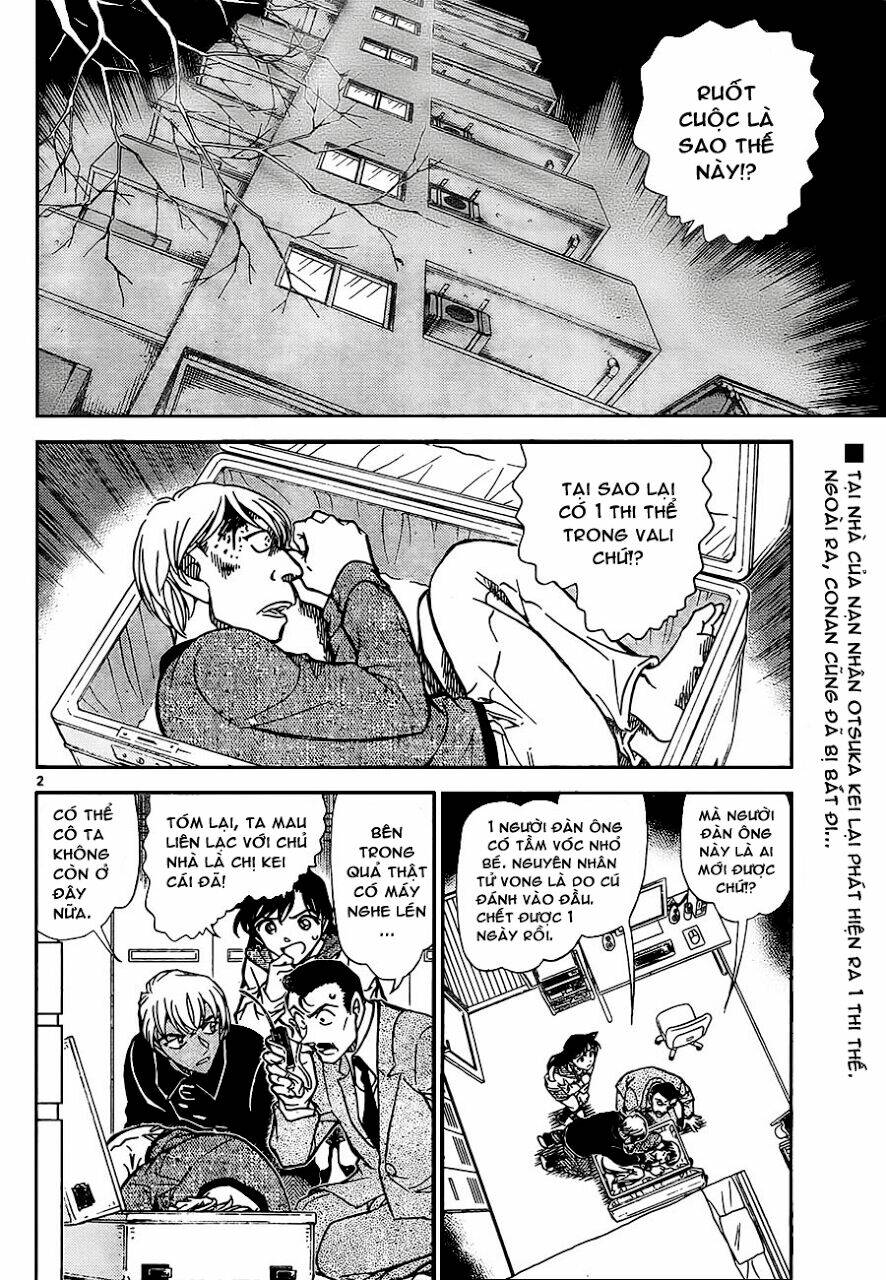 RUỐT
CUỘC LÀ
SAO THẾ
NÀY!?
TẠI SAO LẠI
CÓ 1 THI THỂ
TRONG VALI
CHỨ!?
TẠI NHÀ CỦA NẠN NHÂN OTSUKA KEI LẠI PHÁT HIỆN RA 1 THI THỂ.
NGOÀI RA, CONAN CŨNG ĐÃ BỊ BẮT ĐI...
2
MÀ NGƯỜI
ĐÀN ÔNG
NÀY LÀ AI
MỚI ĐƯỢC
CHỨ!?
1 NGƯỜI ĐÀN ÔNG
CÓ TẦM VÓC NHỎ
BÉ. NGUYÊN NHÂN
TỬ VONG LÀ DO CÚ
ĐÁNH VÀO ĐẦU.
CHẾT ĐƯỢC 1
NGÀY RỒI.
BÊN
TRONG
QUẢ THẬT
CÓ MÁY
NGHE LÉN
...
TÓM LẠI, TA MAU
LIÊN LẠC VỚI CHỦ
NHÀ LÀ CHỊ KEI
CÁI ĐÃ!
CÓ THỂ
CÔ TA
KHÔNG
CÒN Ở
ĐÂY
NỮA.